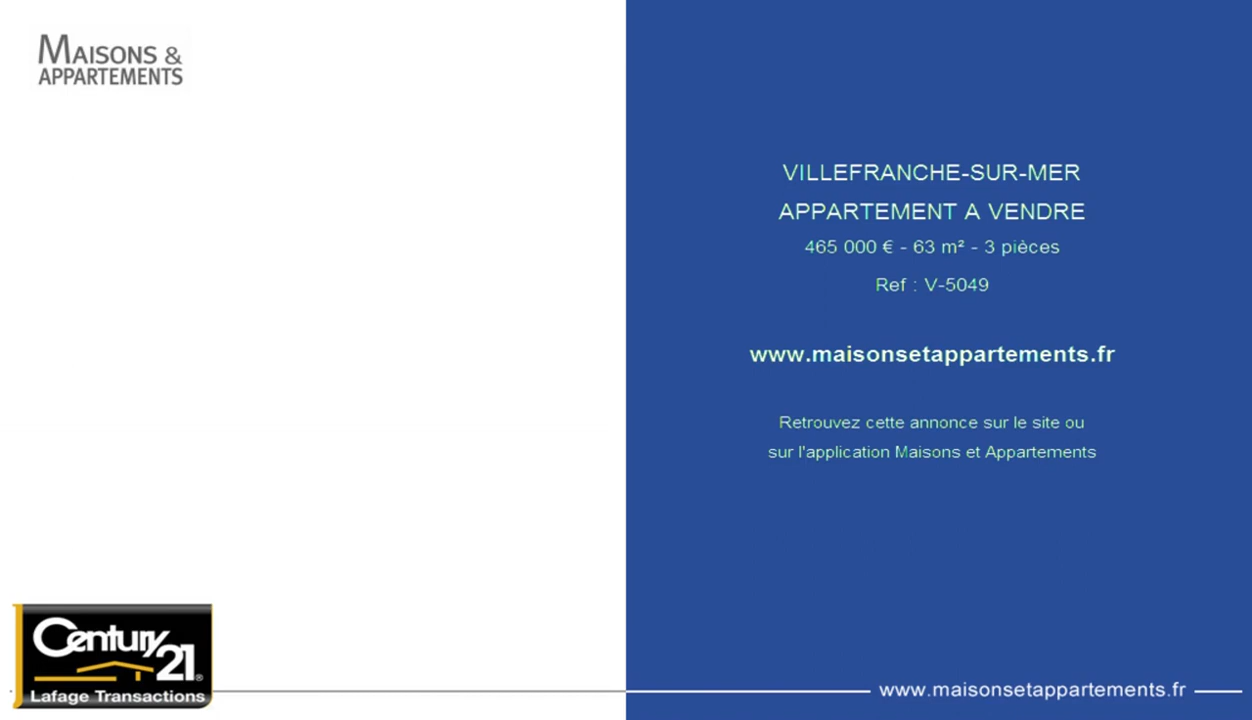 MAISONS &
APPARTEMENTS
VILLEFRANCHE-SUR-MER
APPARTEMENT A VENDRE
465 000 € - 63 m² - 3 pièces
Ref : V-5049
www.maisonsetappartements.fr
Retrouvez cette annonce sur le site ou
sur l'application Maisons et Appartements
Century 21®
Lafage Transactions
www.maisonsetappartements.fr